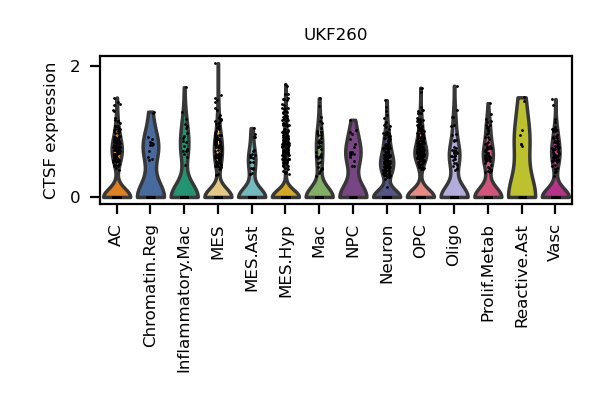 UKF260
CTSF expression
2
0
AC
Chromatin.Reg
Inflammatory.Mac
MES
MES.Ast
MES.Hyp
Mac
NPC
Neuron
OPC
Oligo
Prolif.Metab
Reactive.Ast
Vasc